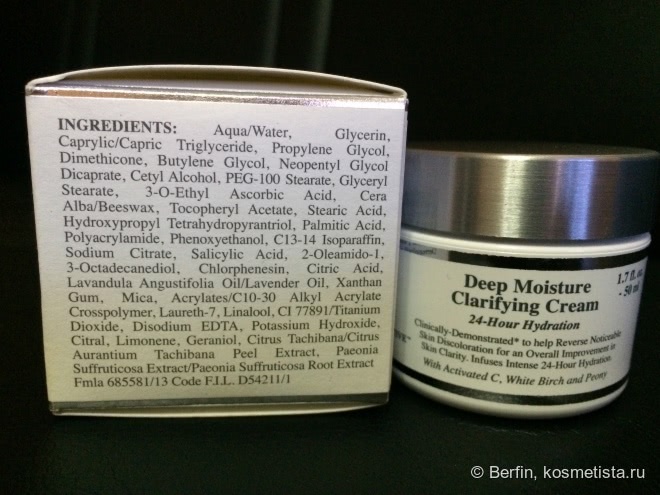 INGREDIENTS: Aqua/Water, Glycerin,
Caprylic/Capric Triglyceride, Propylene Glycol,
Dimethicone, Butylene Glycol, Neopentyl Glycol
Dicaprate, Cetyl Alcohol, PEG-100 Stearate, Glyceryl
Stearate, 3-O-Ethyl Ascorbic Acid, Cera
Alba/Beeswax, Tocopheryl Acetate, Stearic Acid,
Hydroxypropyl Tetrahydropyrantriol, Palmitic Acid,
Polyacrylamide, Phenoxyethanol, C13-14 Isoparaffin,
Sodium Citrate, Salicylic Acid, 2-Oleamido-1,
3-Octadecanediol, Chlorphenesin, Citric Acid,
Lavandula Angustifolia Oil/Lavender Oil, Xanthan
Gum, Mica, Acrylates/C10-30 Alkyl Acrylate
Crosspolymer, Laureth-7, Linalool, CI 77891/Titanium
Dioxide, Disodium EDTA, Potassium Hydroxide,
Citral, Limonene, Geraniol, Citrus Tachibana/Citrus
Aurantium Tachibana Peel Extract, Paeonia
Suffruticosa Extract/Paeonia Suffruticosa Root Extract
Fmla 685581/13 Code F.I.L. D54211/1
Deep Moisture
Clarifying Cream
24-Hour Hydration
Clinically-Demonstrated* to help Reverse Noticeable
Skin Discoloration for an Overall Improvement in
Skin Clarity. Infuses Intense 24-Hour Hydration.
With Activated C, White Birch and Peony
1.7 fl.
- 50 ml
© Berfin, kosmetista.ru